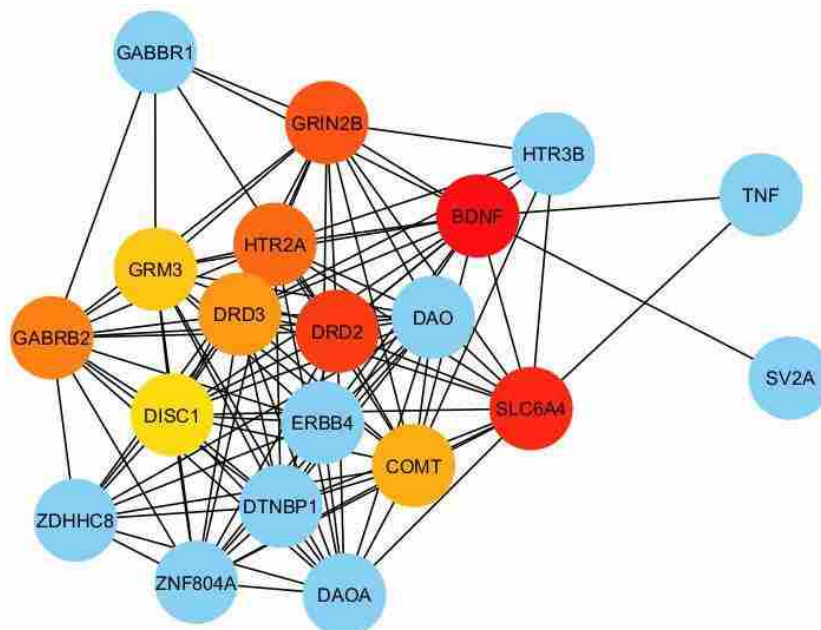 GABBR1
GRIN2B
HTR3B
TNF
BDNF
HTR2A
GRM3
DRD3
DRD2
DAO
GABRB2
SV2A
DISC1
ERBB4
SLC6A4
COMT
DTNBP1
ZDHHC8
ZNF804A
DAOA